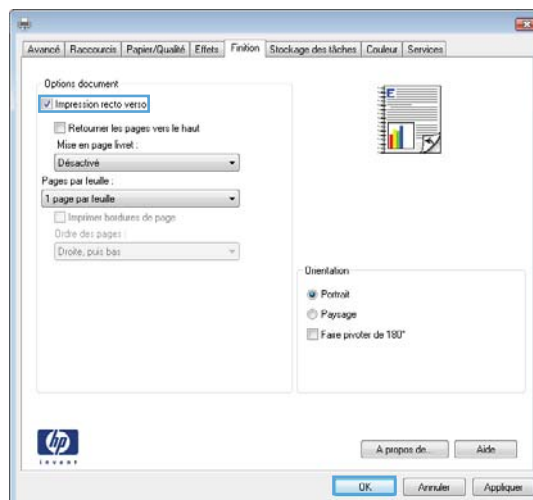 Avancé Raccourcis Papier/Qualité Effets Finition Stockage des tâches Couleur Services
Options document
Impression recto verso
Retourner les pages vers le haut
Mise en page livret :
Désactivé
Pages par feuille :
1 page par feuille
Imprimer bordures de page
Ordre des pages :
Droite, puis bas
E
Orientation
Portrait
Paysage
Faire pivoter de 180°
hp
invent
A propos de... Aide
OK Annuler Appliquer